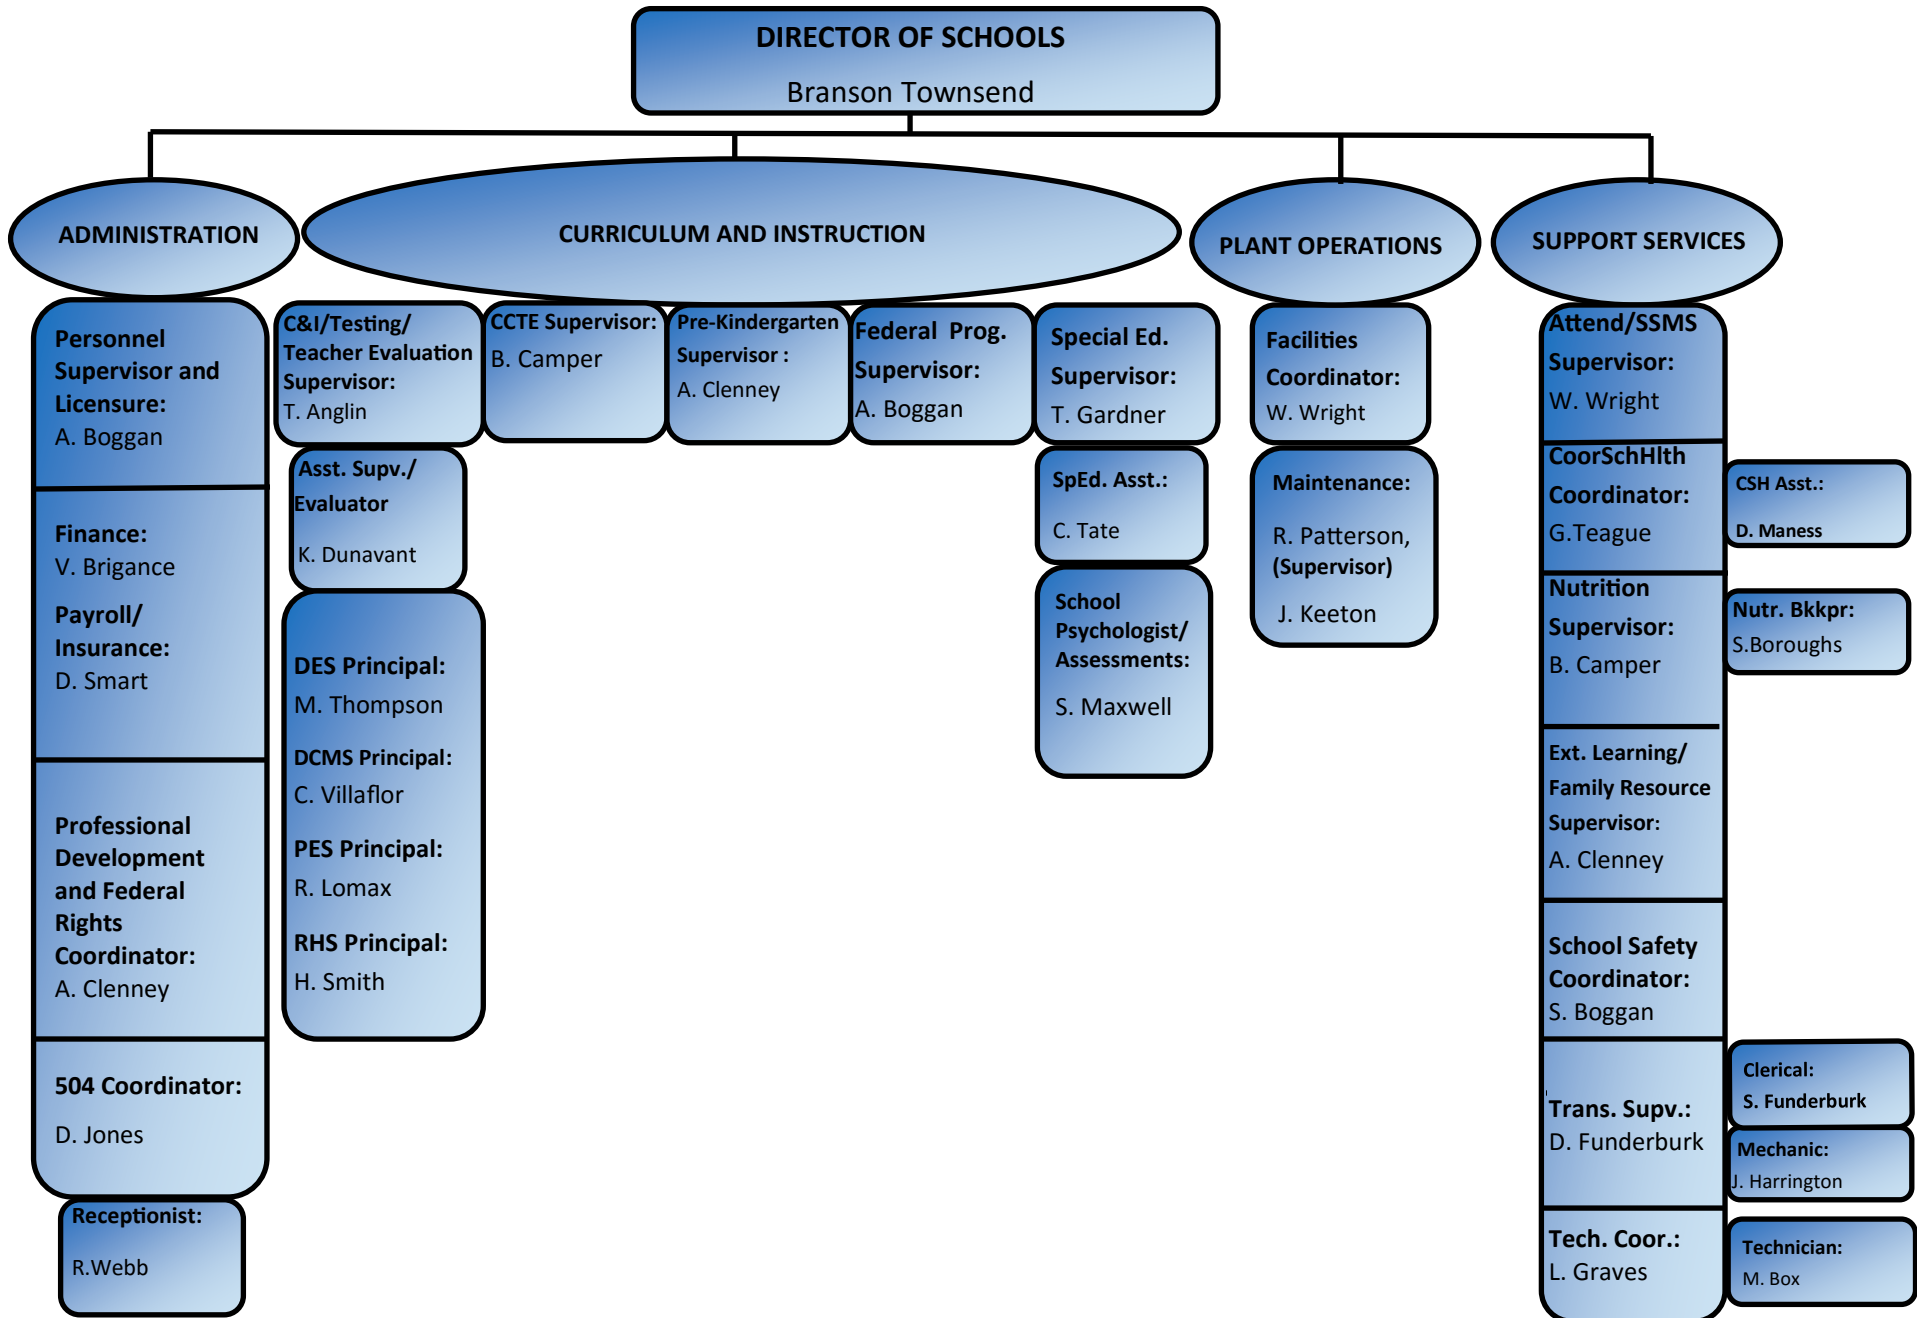 DIRECTOR OF SCHOOLS
Branson Townsend
ADMINISTRATION
CURRICULUM AND INSTRUCTION
PLANT OPERATIONS
SUPPORT SERVICES
Personnel
Supervisor and
Licensure:
A. Boggan
Finance:
V. Brigance
Payroll/
Insurance:
D. Smart
Professional
Development
and Federal
Rights
Coordinator:
A. Clenney
504 Coordinator:
D. Jones
Receptionist:
R.Webb
C&I/Testing/
Teacher Evaluation
Supervisor:
T. Anglin
Asst. Supv./
Evaluator
K. Dunavant
DES Principal:
M. Thompson
DCMS Principal:
C. Villaflor
PES Principal:
R. Lomax
RHS Principal:
H. Smith
CCTE Supervisor:
B. Camper
Pre-Kindergarten
Supervisor :
A. Clenney
Federal Prog.
Supervisor:
A. Boggan
Special Ed.
Supervisor:
T. Gardner
SpEd. Asst.:
C. Tate
School
Psychologist/
Assessments:
S. Maxwell
Facilities
Coordinator:
W. Wright
Maintenance:
R. Patterson,
(Supervisor)
J. Keeton
Attend/SSMS
Supervisor:
W. Wright
CoorSchHlth
Coordinator:
G.Teague
CSH Asst.:
D. Maness
Nutrition
Supervisor:
B. Camper
Nutr. Bkkpr:
S.Boroughs
Ext. Learning/
Family Resource
Supervisor:
A. Clenney
School Safety
Coordinator:
S. Boggan
Trans. Supv.:
D. Funderburk
Clerical:
S. Funderburk
Mechanic:
J. Harrington
Tech. Coor.:
L. Graves
Technician:
M. Box